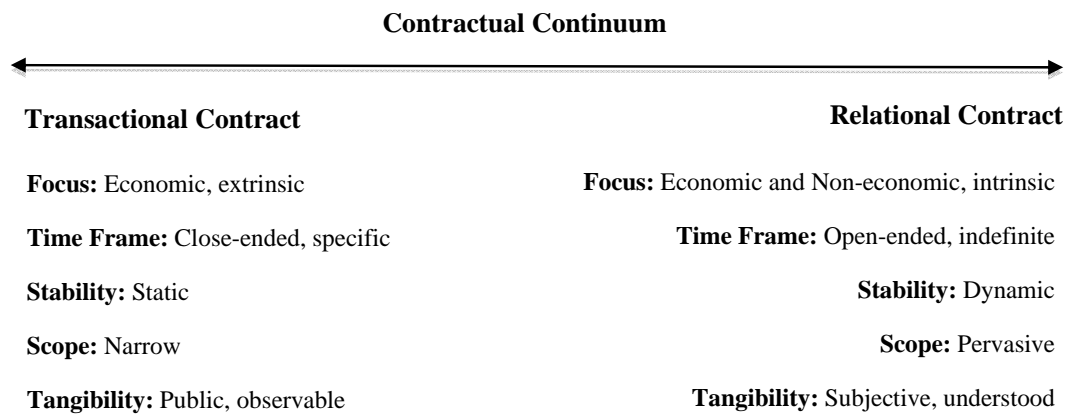 Contractual Continuum
Transactional Contract
Relational Contract
Focus: Economic, extrinsic
Focus: Economic and Non-economic, intrinsic
Time Frame: Close-ended, specific
Time Frame: Open-ended, indefinite
Stability: Static
Stability: Dynamic
Scope: Narrow
Scope: Pervasive
Tangibility: Public, observable
Tangibility: Subjective, understood